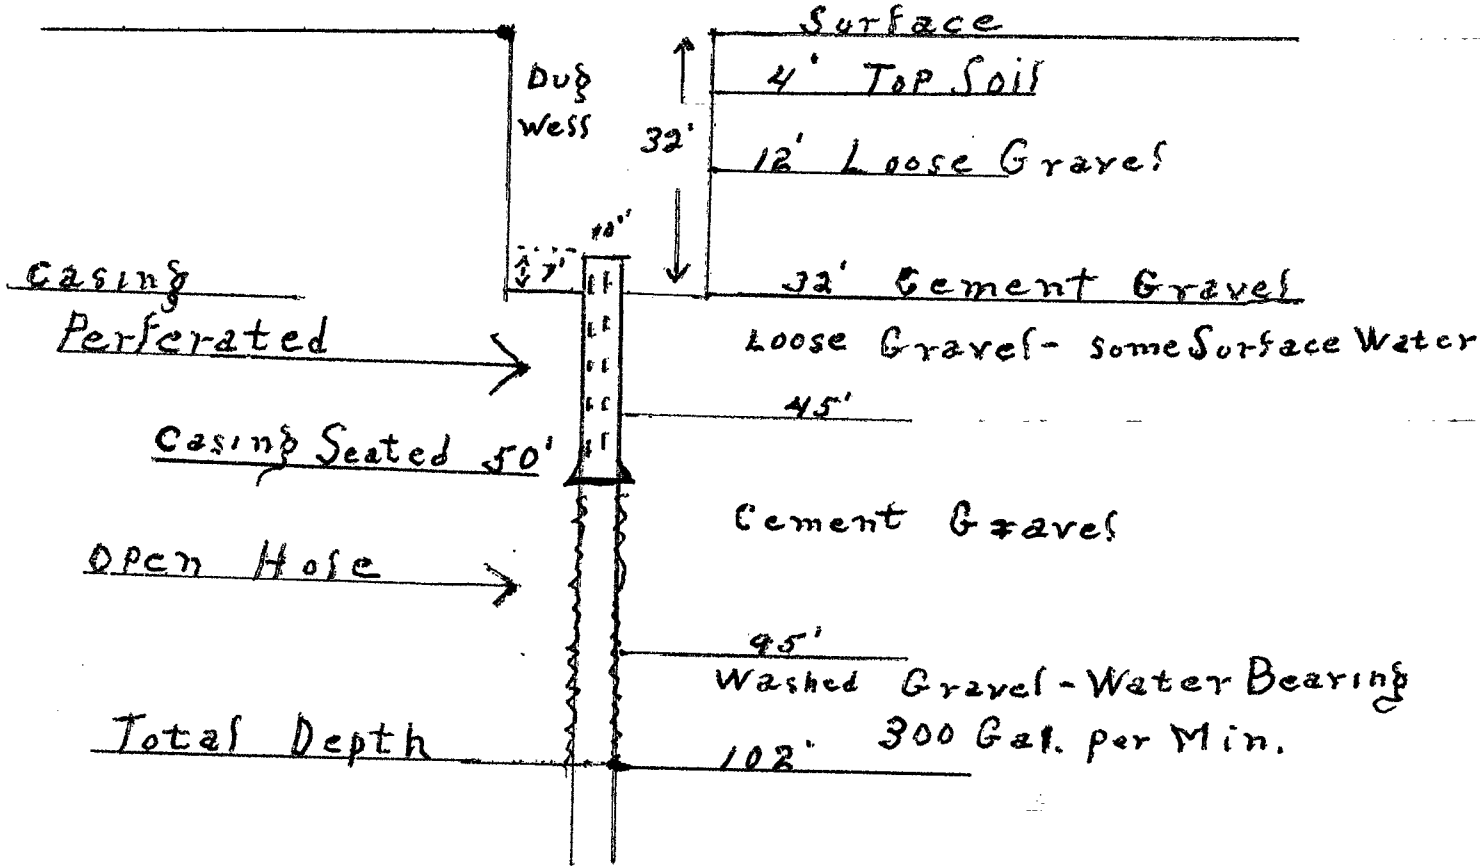 Surface
Dug
Well
4' Top Soil
32'
12' Loose Gravel
10"
7'
Casing
Perferated
32' Cement Gravel
Loose Gravel - some Surface Water
45'
Casing Seated 50'
Cement Gravel
Open Hole
95'
Washed Gravel - Water Bearing
300 Gal. per Min.
Total Depth
102'